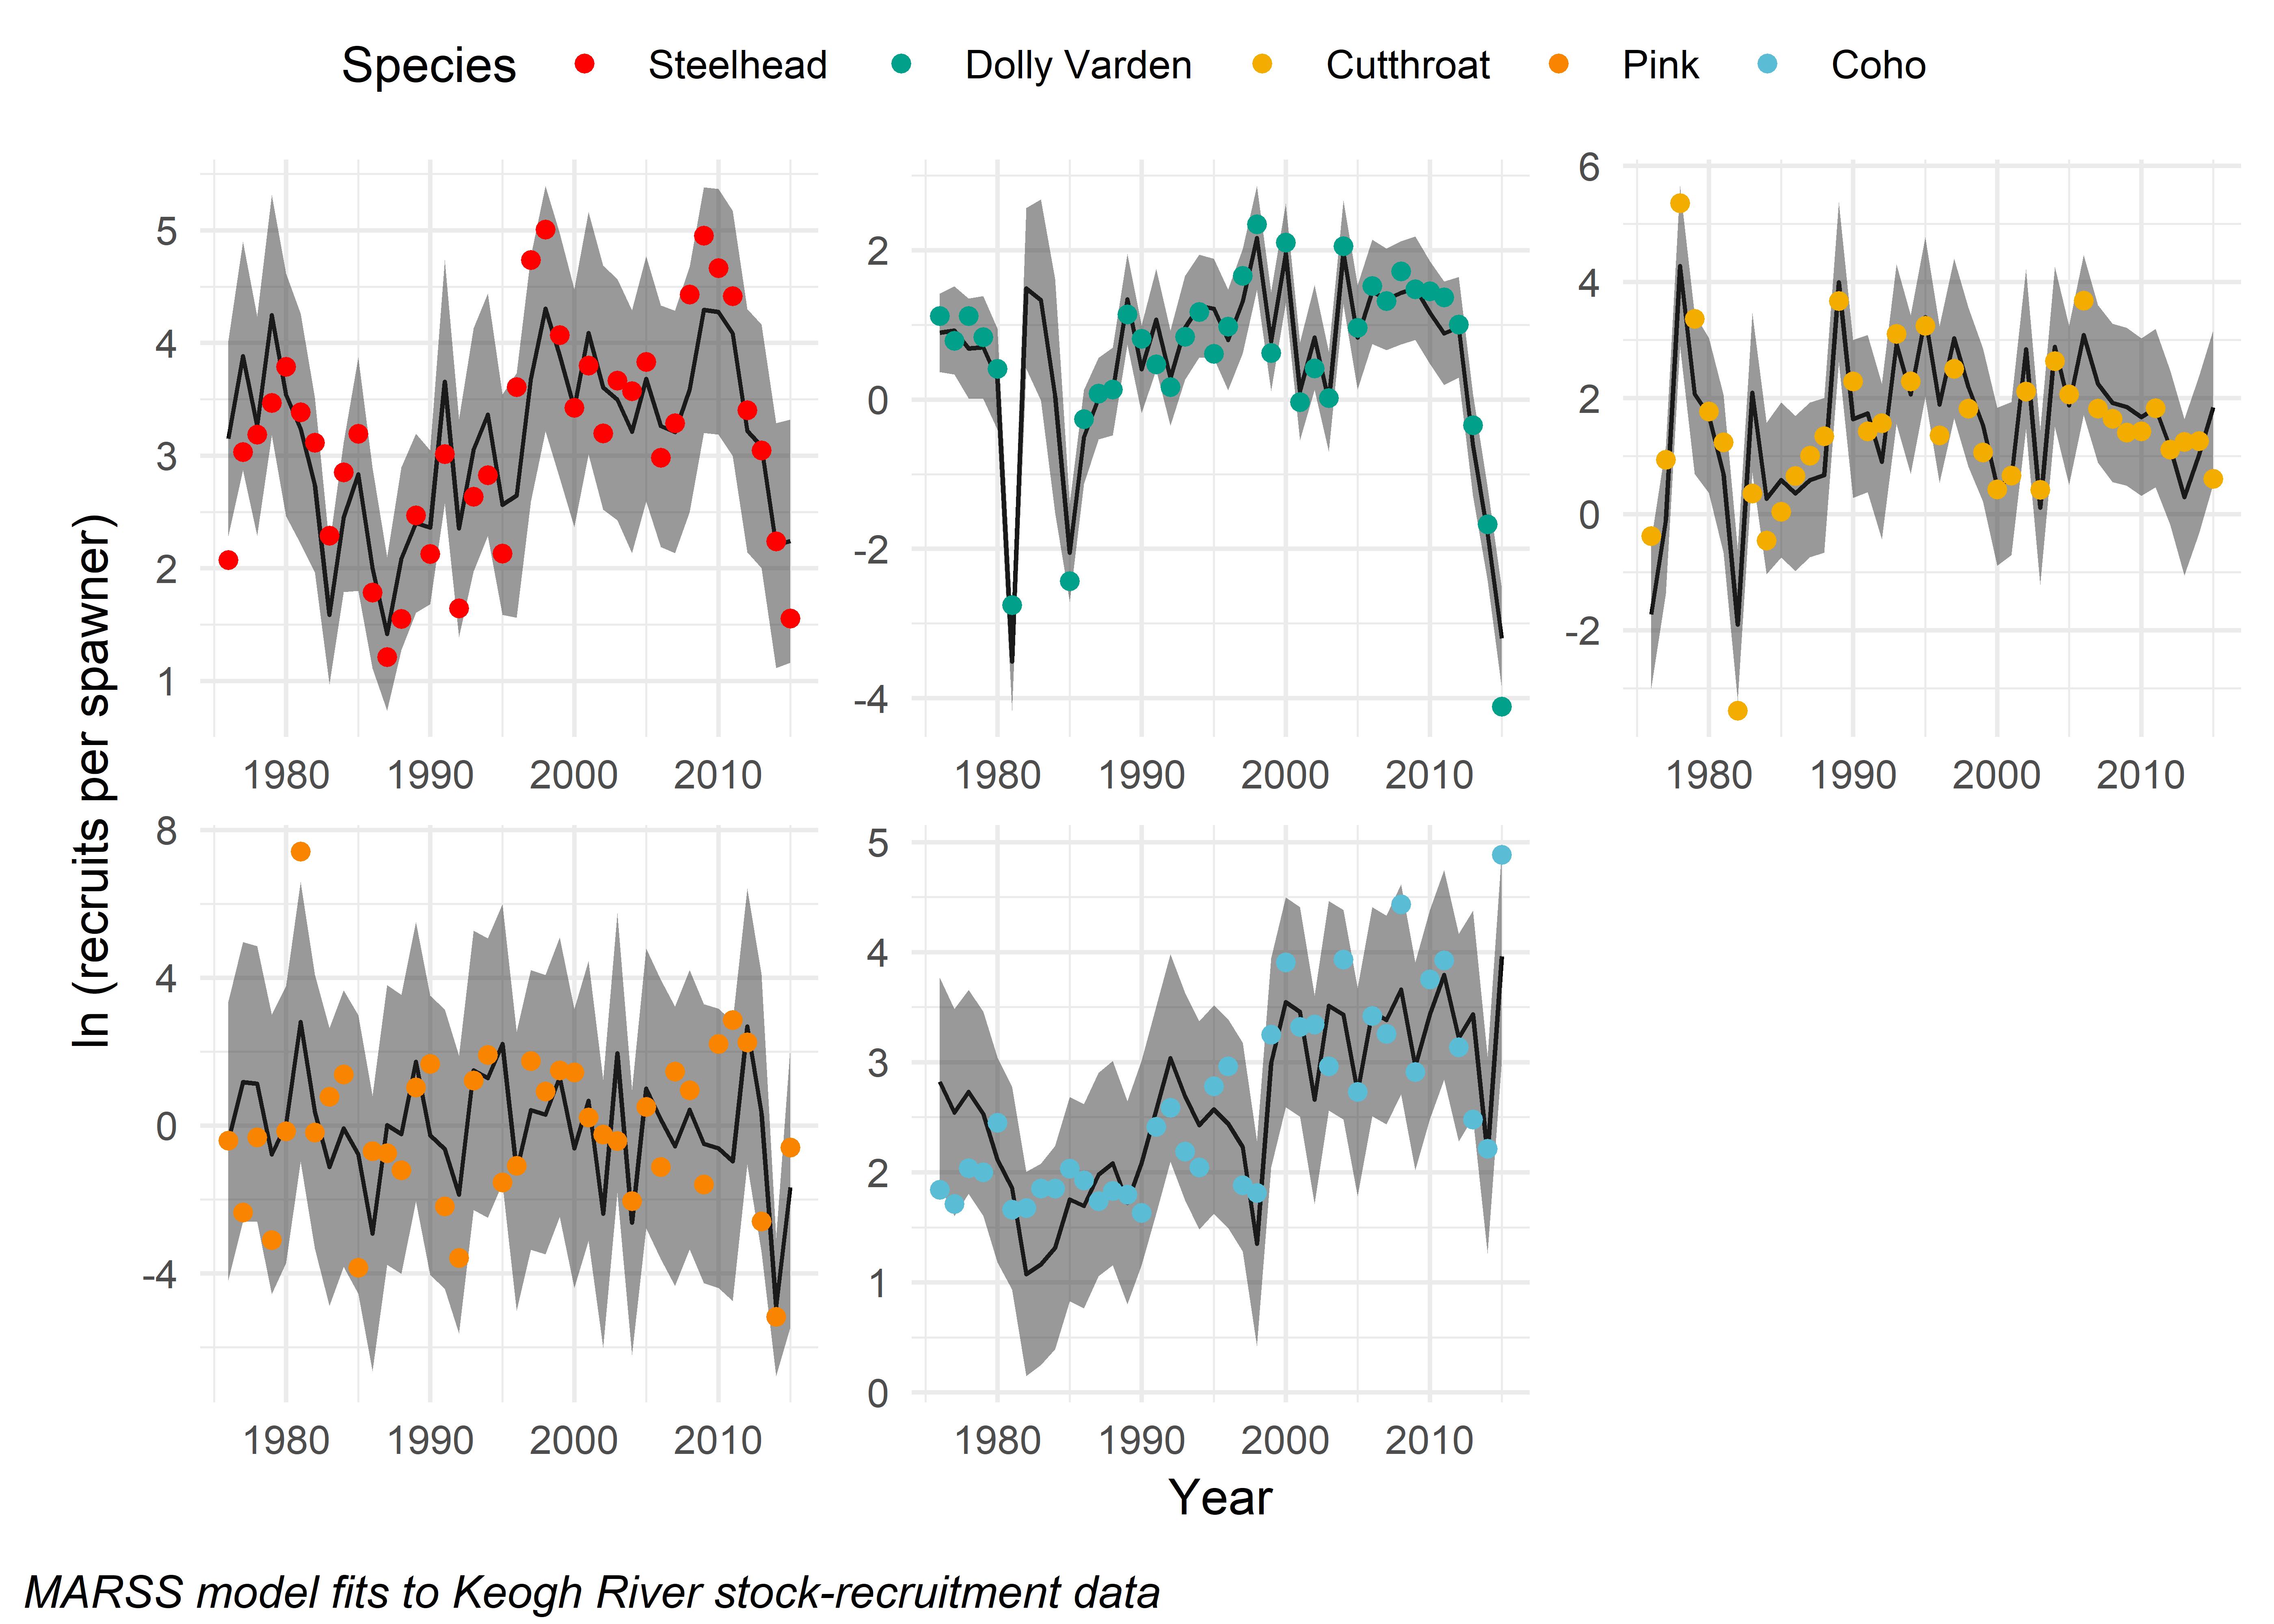 Species Steelhead Dolly Varden Cutthroat Pink Coho
ln (recruits per spawner)
5
4
3
2
1
1980 1990 2000 2010
2
0
-2
-4
1980 1990 2000 2010
6
4
2
0
-2
1980 1990 2000 2010
8
4
0
-4
1980 1990 2000 2010
5
4
3
2
1
0
1980 1990 2000 2010
Year
MARSS model fits to Keogh River stock-recruitment data